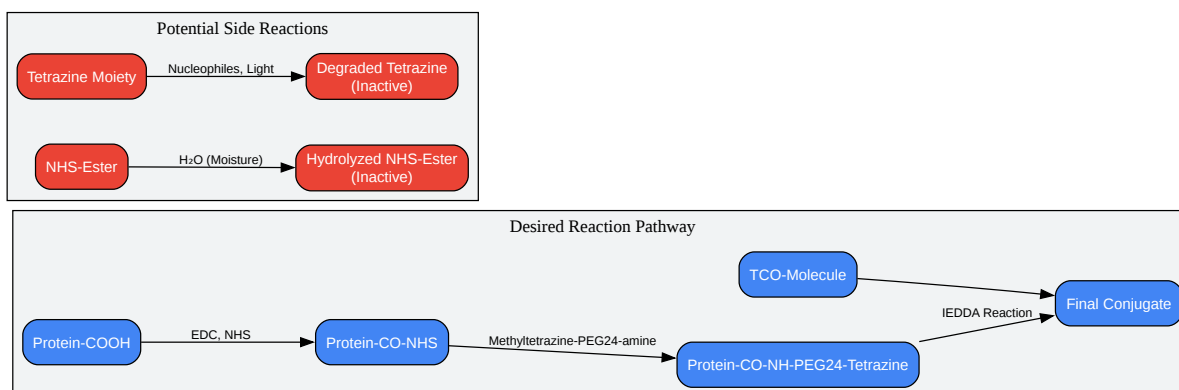 Potential Side Reactions
Tetrazine Moiety
Nucleophiles, Light
Degraded Tetrazine
(Inactive)
NHS-Ester
H₂O (Moisture)
Hydrolyzed NHS-Ester
(Inactive)
Desired Reaction Pathway
TCO-Molecule
Final Conjugate
IEDDA Reaction
Protein-COOH
EDC, NHS
Protein-CO-NHS
Methyltetrazine-PEG24-amine
Protein-CO-NH-PEG24-Tetrazine